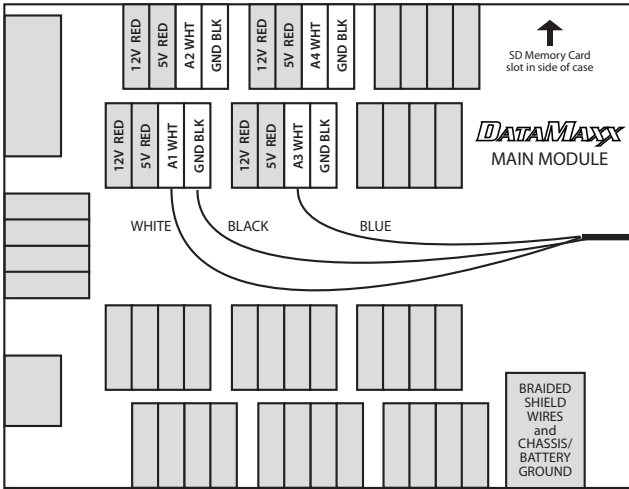 12V RED
5V RED
A2 WHT
GND BLK
12V RED
5V RED
A4 WHT
GND BLK
SD Memory Card
slot in side of case
12V RED
5V RED
A1 WHT
GND BLK
12V RED
5V RED
A3 WHT
GND BLK
DATAMAXX
MAIN MODULE
WHITE
BLACK
BLUE
BRAIDED
SHIELD
WIRES
and
CHASSIS/
BATTERY
GROUND